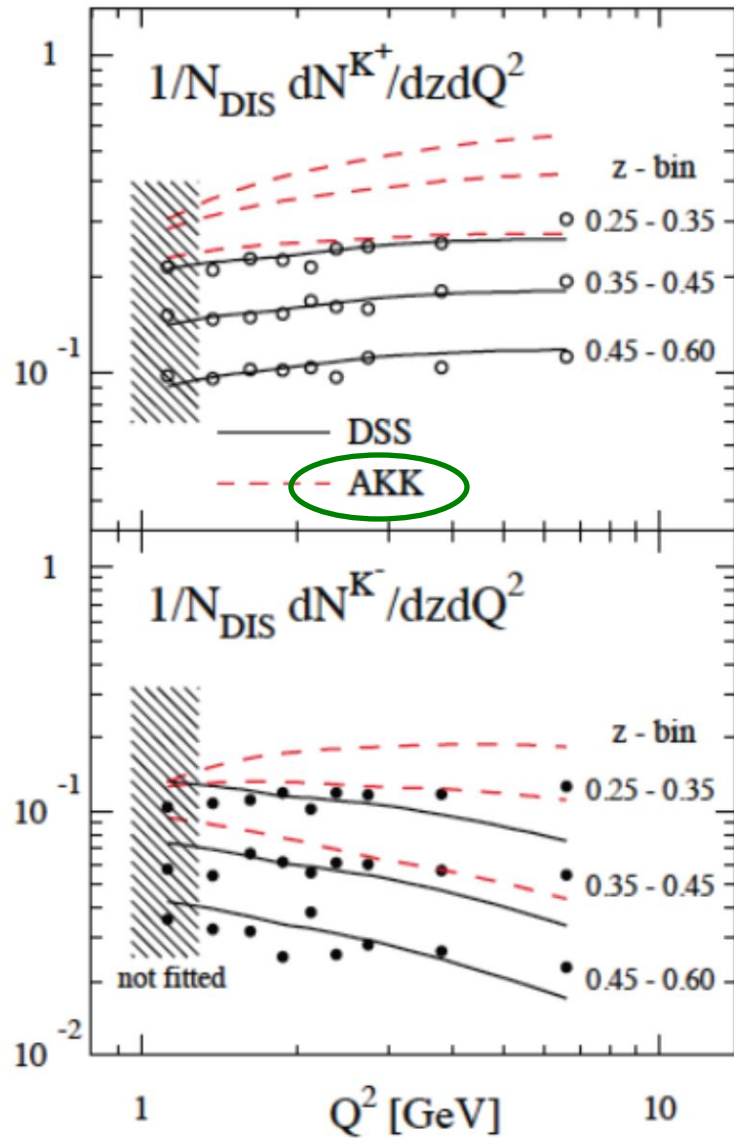 1
1/N_DIS dN^K+/dzdQ^2
z - bin
0.25 - 0.35
0.35 - 0.45
10^-1
0.45 - 0.60
DSS
AKK
1
1/N_DIS dN^K-/dzdQ^2
z - bin
10^-1
0.25 - 0.35
0.35 - 0.45
not fitted
0.45 - 0.60
10^-2
1
10
Q^2 [GeV]